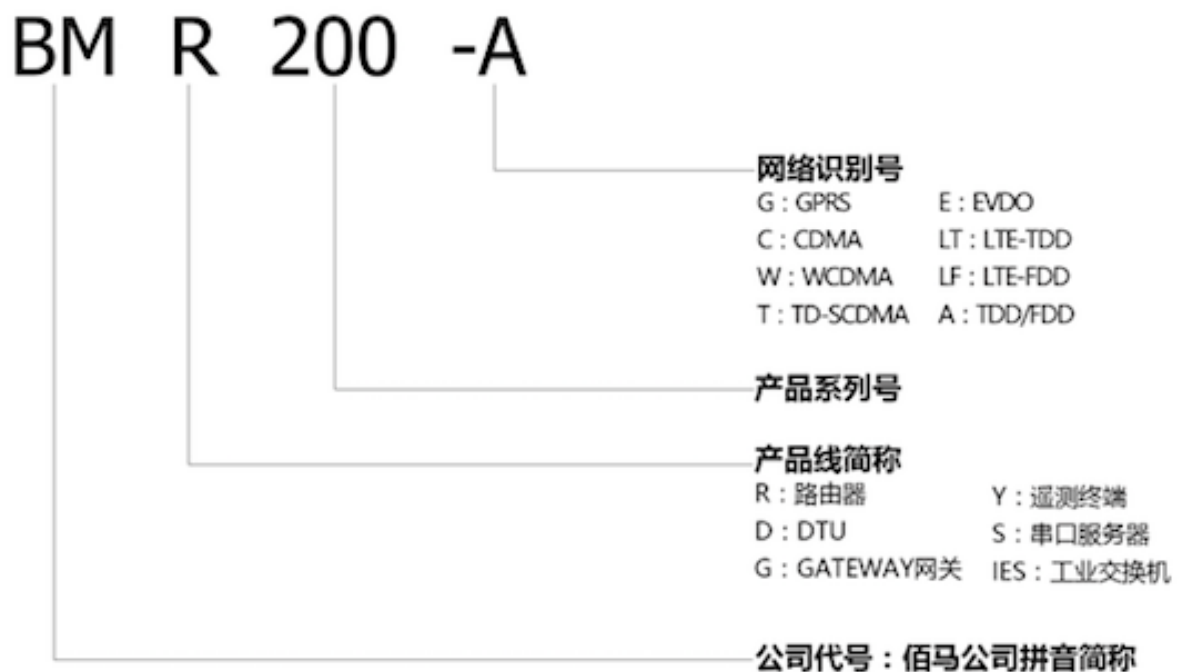 BM R 200 -A
网络识别号
G：GPRS E：EVDO
C：CDMA LT：LTE-TDD
W：WCDMA LF：LTE-FDD
T：TD-SCDMA A：TDD/FDD
产品系列号
产品线简称
R：路由器 Y：遥测终端
D：DTU S：串口服务器
G：GATEWAY网关 IES：工业交换机
公司代号：佰马公司拼音简称